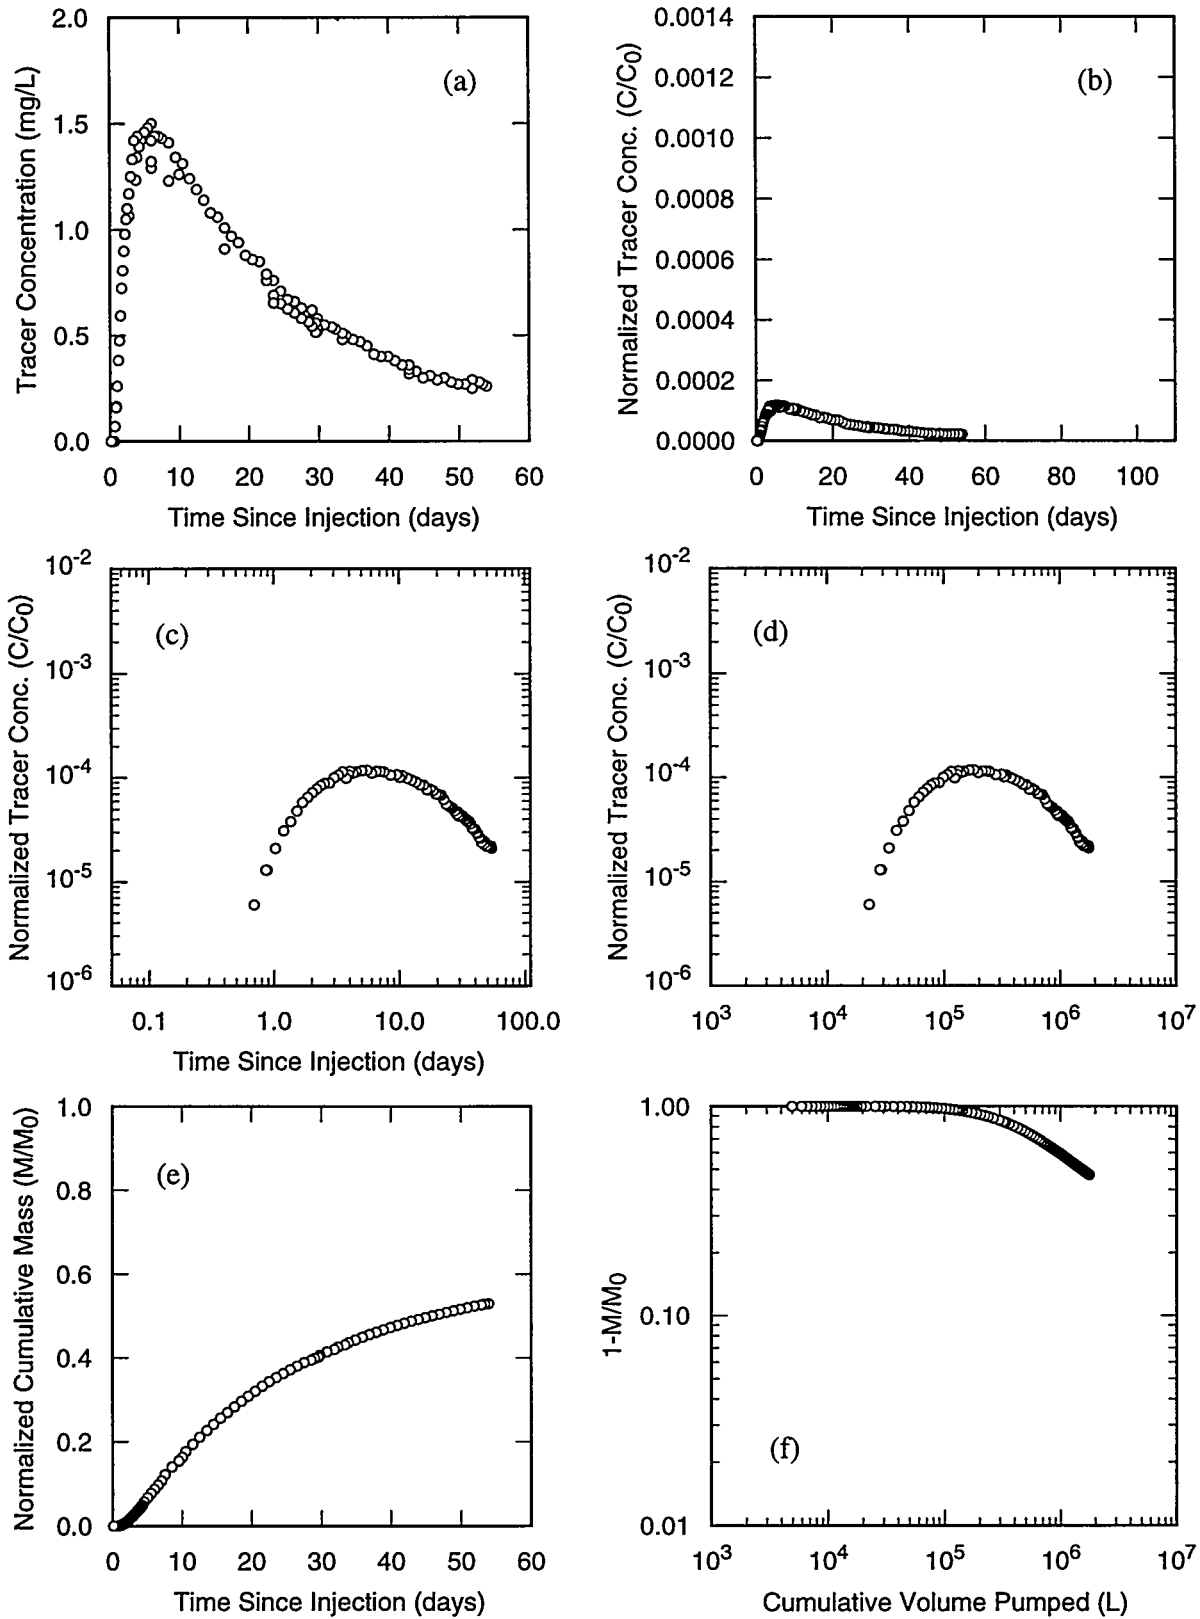 2.0
1.5
1.0
0.5
0.0
Tracer Concentration (mg/L)
(a)
0 10 20 30 40 50 60
Time Since Injection (days)
0.0014
0.0012
0.0010
0.0008
0.0006
0.0004
0.0002
0.0000
Normalized Tracer Conc. (C/C0)
(b)
0 20 40 60 80 100
Time Since Injection (days)
10-2
10-3
10-4
10-5
10-6
Normalized Tracer Conc. (C/C0)
(c)
0.1 1.0 10.0 100.0
Time Since Injection (days)
10-2
10-3
10-4
10-5
10-6
Normalized Tracer Conc. (C/C0)
(d)
103 104 105 106 107
1.0
0.8
0.6
0.4
0.2
0.0
Normalized Cumulative Mass (M/M0)
(e)
0 10 20 30 40 50 60
Time Since Injection (days)
1.00
0.10
0.01
1-M/M0
(f)
103 104 105 106 107
Cumulative Volume Pumped (L)